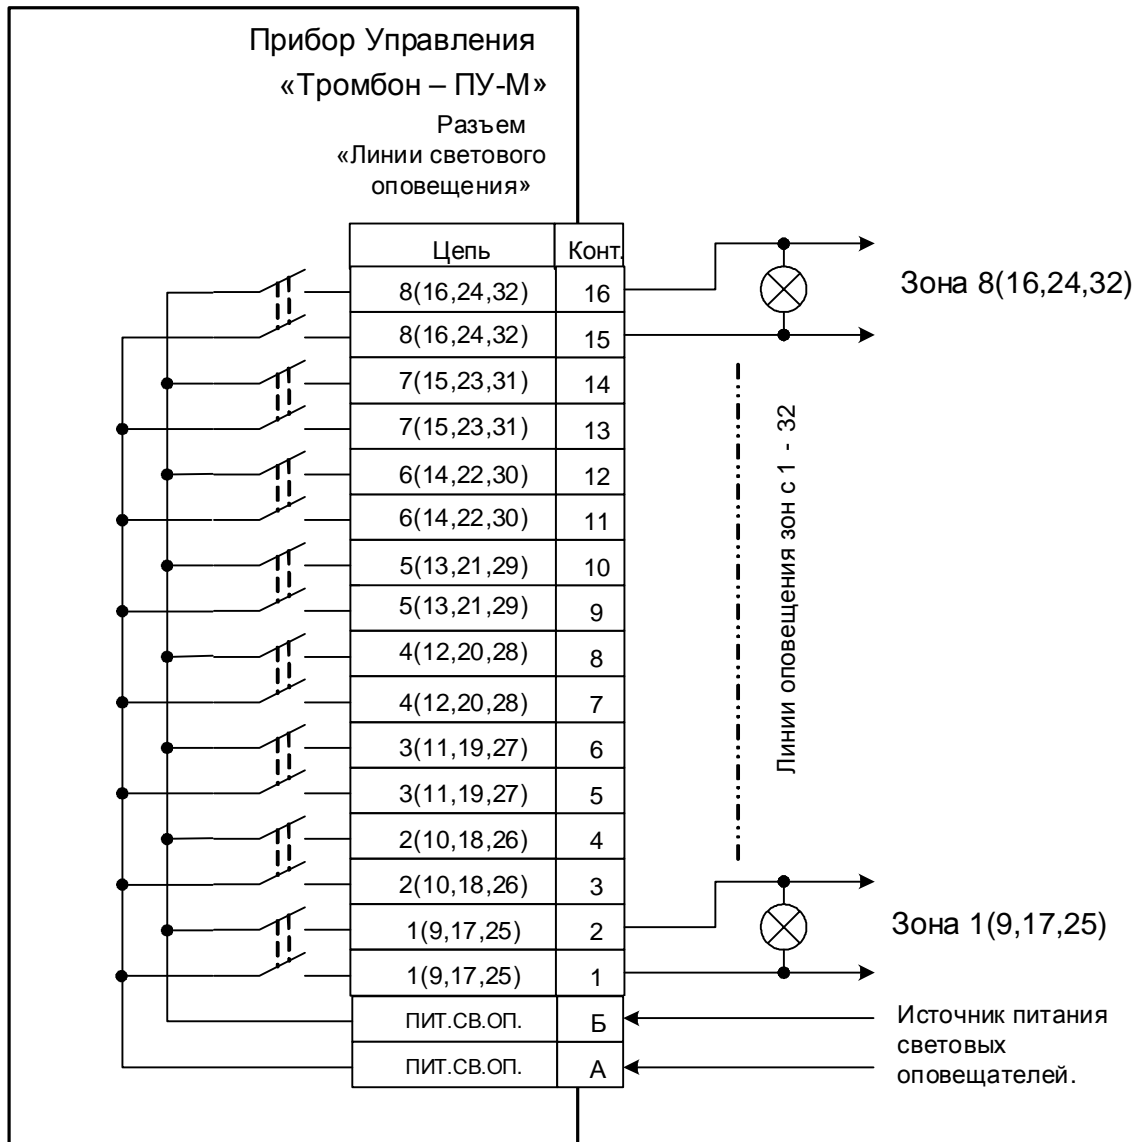 Прибор Управления
«Тромбон – ПУ-М»
Разъем
«Линии светового
оповещения»
Цепь Конт.
8(16,24,32) 16
8(16,24,32) 15
7(15,23,31) 14
7(15,23,31) 13
6(14,22,30) 12
6(14,22,30) 11
5(13,21,29) 10
5(13,21,29) 9
4(12,20,28) 8
4(12,20,28) 7
3(11,19,27) 6
3(11,19,27) 5
2(10,18,26) 4
2(10,18,26) 3
1(9,17,25) 2
1(9,17,25) 1
ПИТ.СВ.ОП. Б
ПИТ.СВ.ОП. А
Зона 8(16,24,32)
Линии оповещения зон с 1 - 32
Зона 1(9,17,25)
Источник питания
световых
оповещателей.